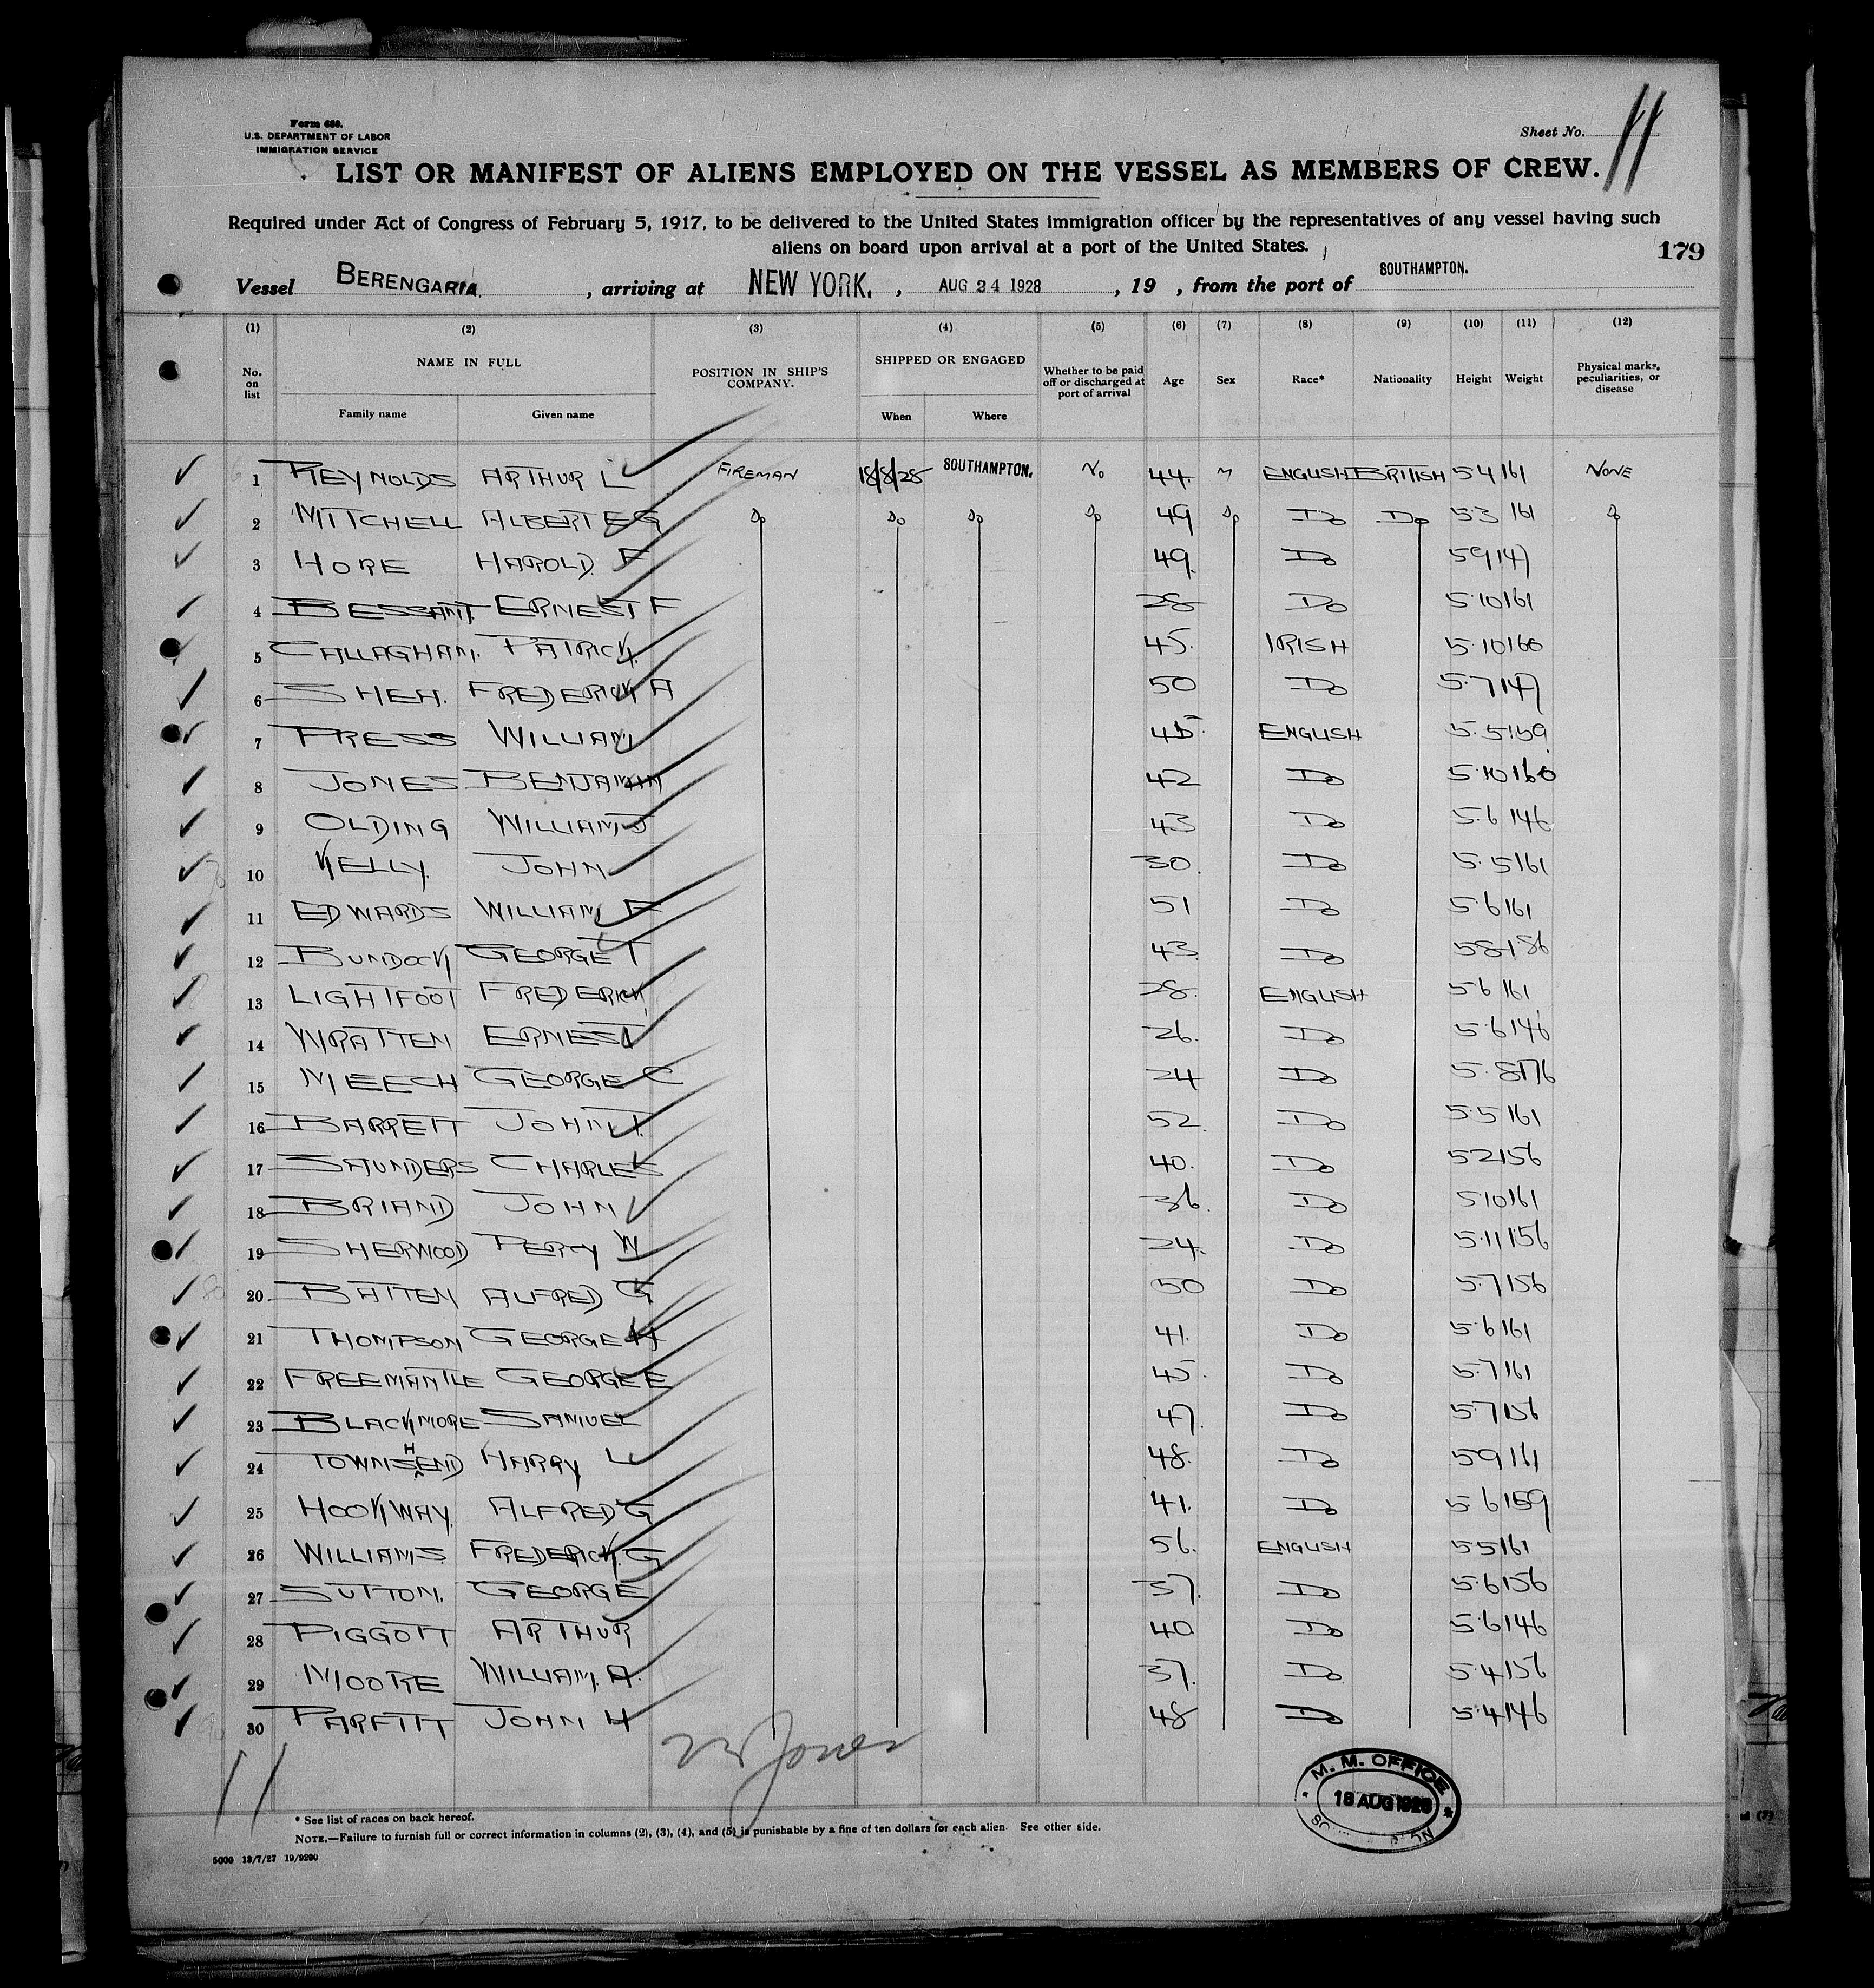 Form 680.
U.S. DEPARTMENT OF LABOR
IMMIGRATION SERVICE
Sheet No. 11
LIST OR MANIFEST OF ALIENS EMPLOYED ON THE VESSEL AS MEMBERS OF CREW.
Required under Act of Congress of February 5, 1917, to be delivered to the United States immigration officer by the representatives of any vessel having such
aliens on board upon arrival at a port of the United States.
179
Vessel BERENGARIA. , arriving at NEW YORK. , AUG 24 1928 , 19 , from the port of SOUTHAMPTON.
(1) (2) (3) (4) (5) (6) (7) (8) (9) (10) (11) (12)
No. on list NAME IN FULL Family name Given name POSITION IN SHIP'S COMPANY. SHIPPED OR ENGAGED When Where Whether to be paid off or discharged at port of arrival Age Sex Race* Nationality Height Weight Physical marks, peculiarities, or disease
1 REYNOLDS ARTHUR L FIREMAN 18/8/28 SOUTHAMPTON. No 44. M ENGLISH BRITISH 5 4 161 NONE
2 MITCHELL ALBERT E G Do Do Do Do 49 Do Do Do 5.3 161 Do
3 HORE HAROLD. F 49. Do 5 9 147
4 BESSANT. ERNEST F 28 Do 5.10 161
5 CALLAGHAN. PATRICK. 45. IRISH 5.10 160
6 SHEH. FREDERICK A 50 Do 5.7 147
7 PRESS WILLIAM 45. ENGLISH 5.5 159
8 JONES BENJAMIN 42 Do 5.10 160
9 OLDING WILLIAM J 43 Do 5.6 146
10 KELLY. JOHN 30. Do 5.5 161
11 EDWARDS WILLIAM F 51 Do 5 6 161
12 BUNDOCK GEORGE T 43 Do 5 8 186
13 LIGHTFOOT FREDERICK 28. ENGLISH 5 6 161
14 WRATTEN ERNEST 26. Do 5.6 146
15 MEECH GEORGE C 24 Do 5.8 176
16 BARRETT JOHN T. 52. Do 5.5 161
17 SAUNDERS CHARLES 40. Do 5 2 156
18 BRIAND JOHN 36. Do 5 10 161
19 SHERWOOD PERCY W 24. Do 5.11 156
20 BATTEN ALFRED G 50 Do 5.7 156
21 THOMPSON GEORGE H 41. Do 5.6 161
22 FREEMANTLE GEORGE E 45. Do 5.7 161
23 BLACKMORE SAMUEL 47. Do 5.7 156
24 TOWNSHEND HARRY L 48. Do 5 9 161
25 HOOKWAY. ALFRED G 41. Do 5.6 159
26 WILLIAMS FREDERICK. G 56. ENGLISH 5 5 161
27 SUTTON. GEORGE 37. Do 5.6 156
28 PIGGOTT ARTHUR 40 Do 5.6 146
29 MOORE WILLIAM. A. 37. Do 5.4 156
30 PARFITT JOHN H 48 Do 5.4 146
11
Jones
M. M. OFFICE
18 AUG 1928
* See list of races on back hereof.
NOTE.—Failure to furnish full or correct information in columns (2), (3), (4), and (5) is punishable by a fine of ten dollars for each alien. See other side.
5000 13/7/27 19/9290